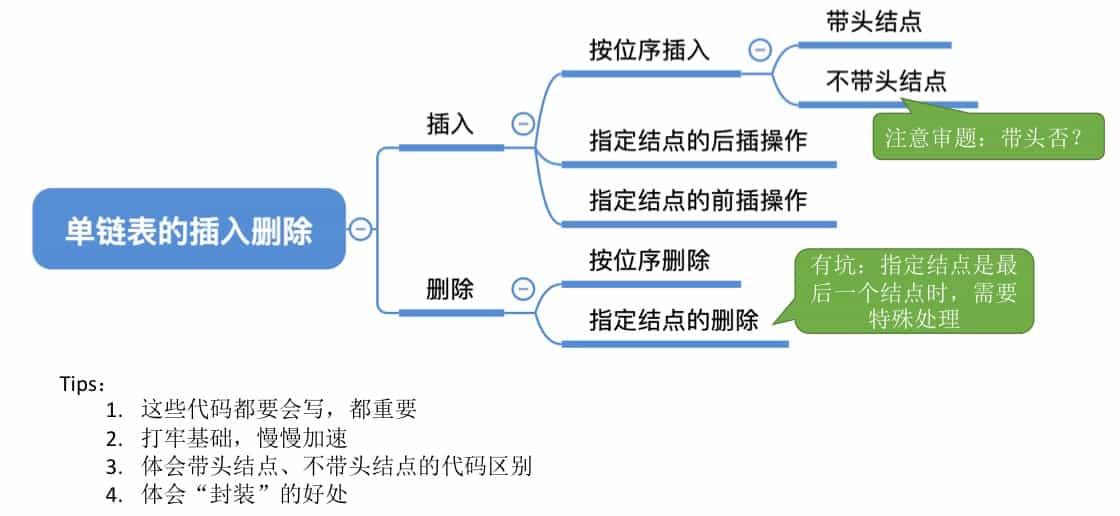 单链表的插入删除
插入
按位序插入
带头结点
不带头结点
注意审题：带头否？
指定结点的后插操作
指定结点的前插操作
删除
按位序删除
指定结点的删除
有坑：指定结点是最
后一个结点时，需要
特殊处理
Tips：
1. 这些代码都要会写，都重要
2. 打牢基础，慢慢加速
3. 体会带头结点、不带头结点的代码区别
4. 体会“封装”的好处